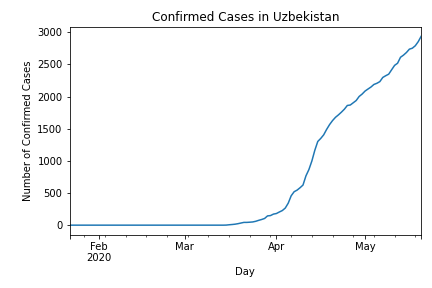 Confirmed Cases in Uzbekistan
Number of Confirmed Cases
3000
2500
2000
1500
1000
500
0
Feb
2020
Mar
Apr
May
Day